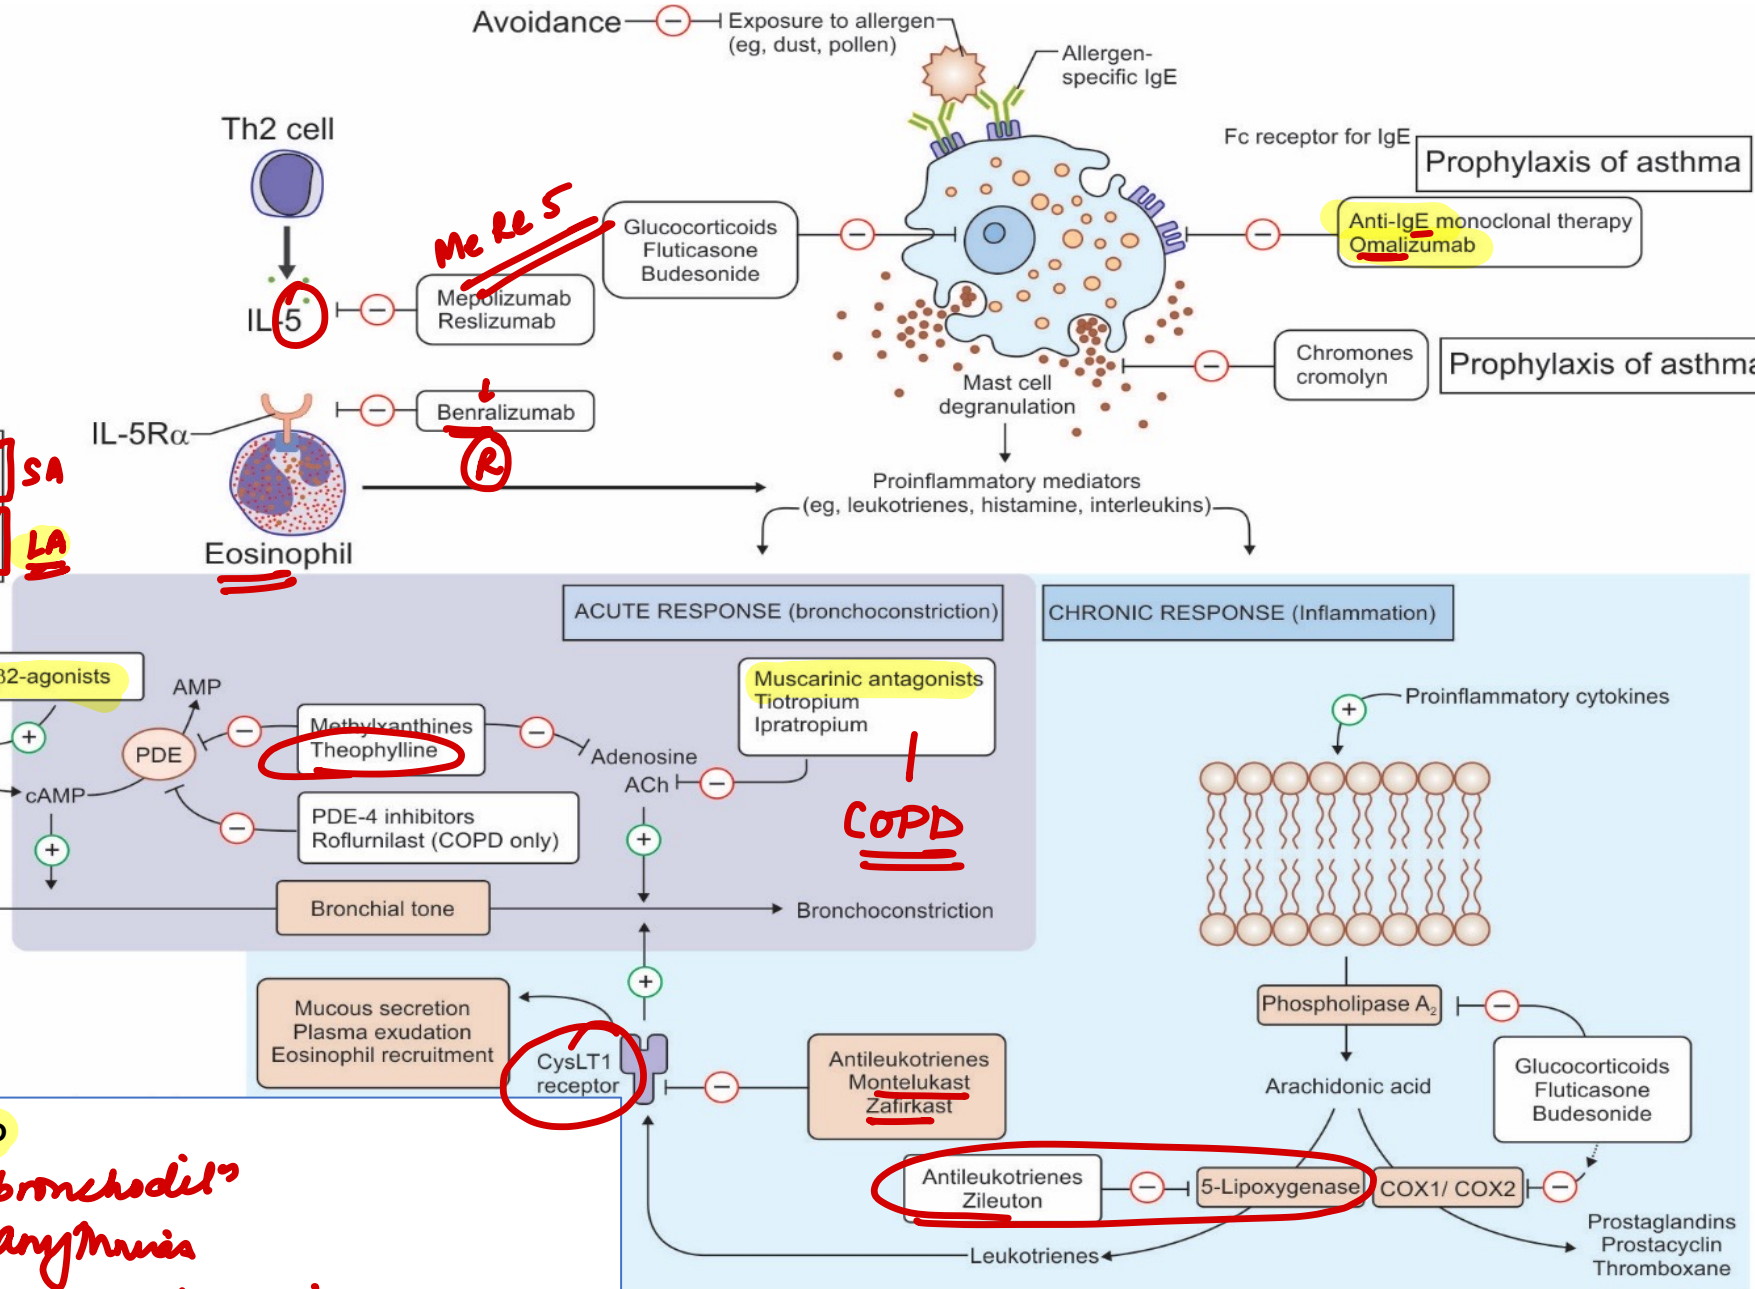 Avoidance
Exposure to allergen
(eg, dust, pollen)
Allergen-
specific IgE
Th2 cell
Fc receptor for IgE
Prophylaxis of asthma
MeRe 5
Glucocorticoids
Fluticasone
Budesonide
Anti-IgE monoclonal therapy
Omalizumab
IL-5
Mepolizumab
Reslizumab
Chromones
cromolyn
Prophylaxis of asthma
Mast cell
degranulation
Benralizumab
IL-5Rα
R
SA
LA
Eosinophil
Proinflammatory mediators
(eg, leukotrienes, histamine, interleukins)
ACUTE RESPONSE (bronchoconstriction)
CHRONIC RESPONSE (Inflammation)
β2-agonists
AMP
PDE
cAMP
Methylxanthines
Theophylline
Adenosine
ACh
Muscarinic antagonists
Tiotropium
Ipratropium
COPD
PDE-4 inhibitors
Roflurnilast (COPD only)
Bronchial tone
Bronchoconstriction
Proinflammatory cytokines
Phospholipase A₂
Arachidonic acid
Glucocorticoids
Fluticasone
Budesonide
Mucous secretion
Plasma exudation
Eosinophil recruitment
CysLT1
receptor
Antileukotrienes
Montelukast
Zafirkast
Antileukotrienes
Zileuton
5-Lipoxygenase
COX1/ COX2
Leukotrienes
Prostaglandins
Prostacyclin
Thromboxane
bronchodil